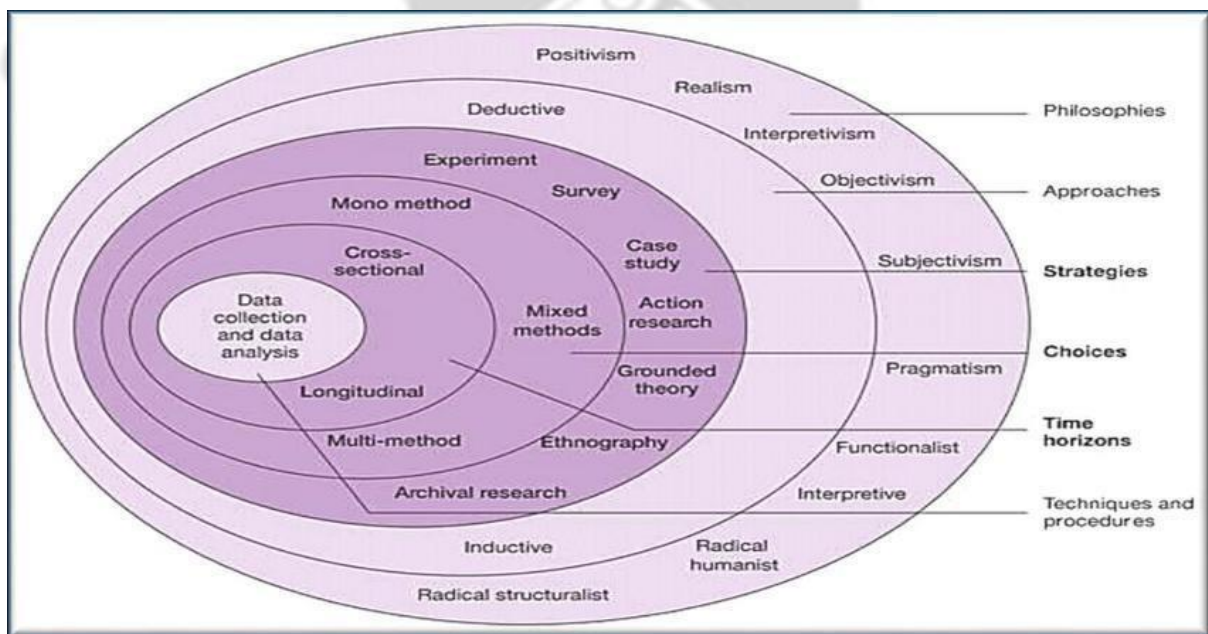 Positivism
Realism
Philosophies
Deductive
Interpretivism
Experiment
Objectivism
Approaches
Survey
Mono method
Cross-
sectional
Case
study
Subjectivism
Strategies
Data
collection
and data
analysis
Mixed
methods
Action
research
Choices
Grounded
theory
Pragmatism
Longitudinal
Time
horizons
Multi-method
Ethnography
Functionalist
Archival research
Interpretive
Techniques and
procedures
Inductive
Radical
humanist
Radical structuralist